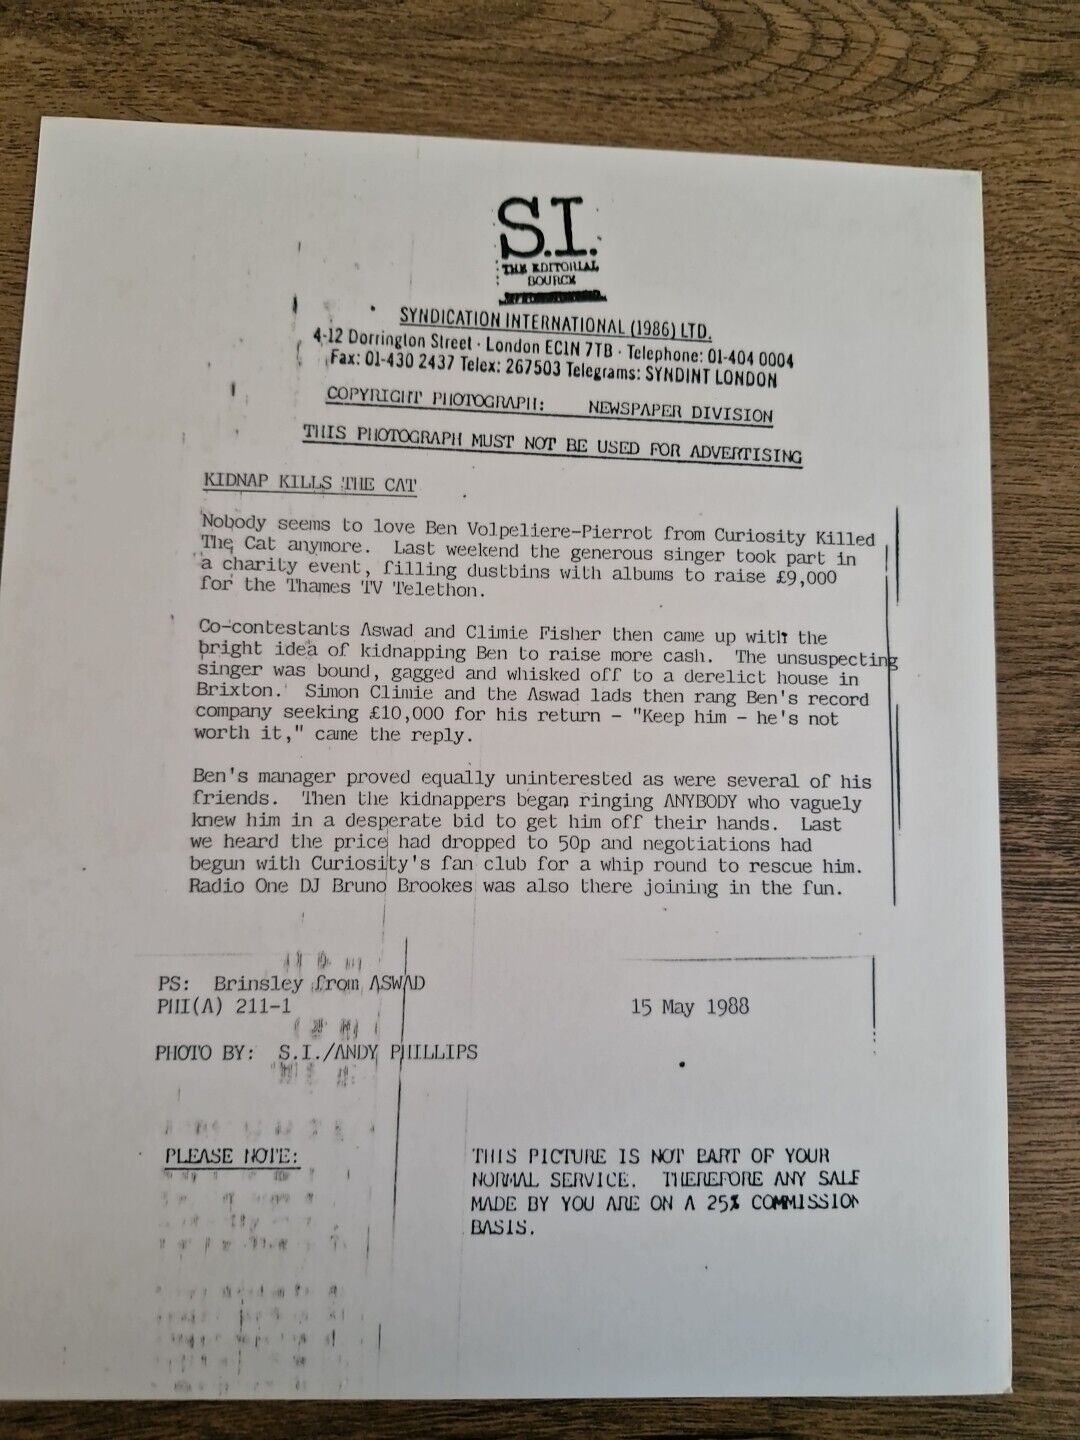 S.I.
THE EDITORIAL
SOURCE
SYNDICATION INTERNATIONAL (1986) LTD.
4-12 Dorrington Street · London EC1N 7TB · Telephone: 01-404 0004
Fax: 01-430 2437 Telex: 267503 Telegrams: SYNDINT LONDON
COPYRIGHT PHOTOGRAPH: NEWSPAPER DIVISION
THIS PHOTOGRAPH MUST NOT BE USED FOR ADVERTISING
KIDNAP KILLS THE CAT
Nobody seems to love Ben Volpeliere-Pierrot from Curiosity Killed
The Cat anymore. Last weekend the generous singer took part in
a charity event, filling dustbins with albums to raise £9,000
for the Thames TV Telethon.
Co-contestants Aswad and Climie Fisher then came up with the
bright idea of kidnapping Ben to raise more cash. The unsuspecting
singer was bound, gagged and whisked off to a derelict house in
Brixton. Simon Climie and the Aswad lads then rang Ben's record
company seeking £10,000 for his return - "Keep him - he's not
worth it," came the reply.
Ben's manager proved equally uninterested as were several of his
friends. Then the kidnappers began ringing ANYBODY who vaguely
knew him in a desperate bid to get him off their hands. Last
we heard the price had dropped to 50p and negotiations had
begun with Curiosity's fan club for a whip round to rescue him.
Radio One DJ Bruno Brookes was also there joining in the fun.
PS: Brinsley from ASWAD
PHI(A) 211-1 15 May 1988
PHOTO BY: S.I./ANDY PHILLIPS
PLEASE NOTE: THIS PICTURE IS NOT PART OF YOUR
NORMAL SERVICE. THEREFORE ANY SALE
MADE BY YOU ARE ON A 25% COMMISSION
BASIS.